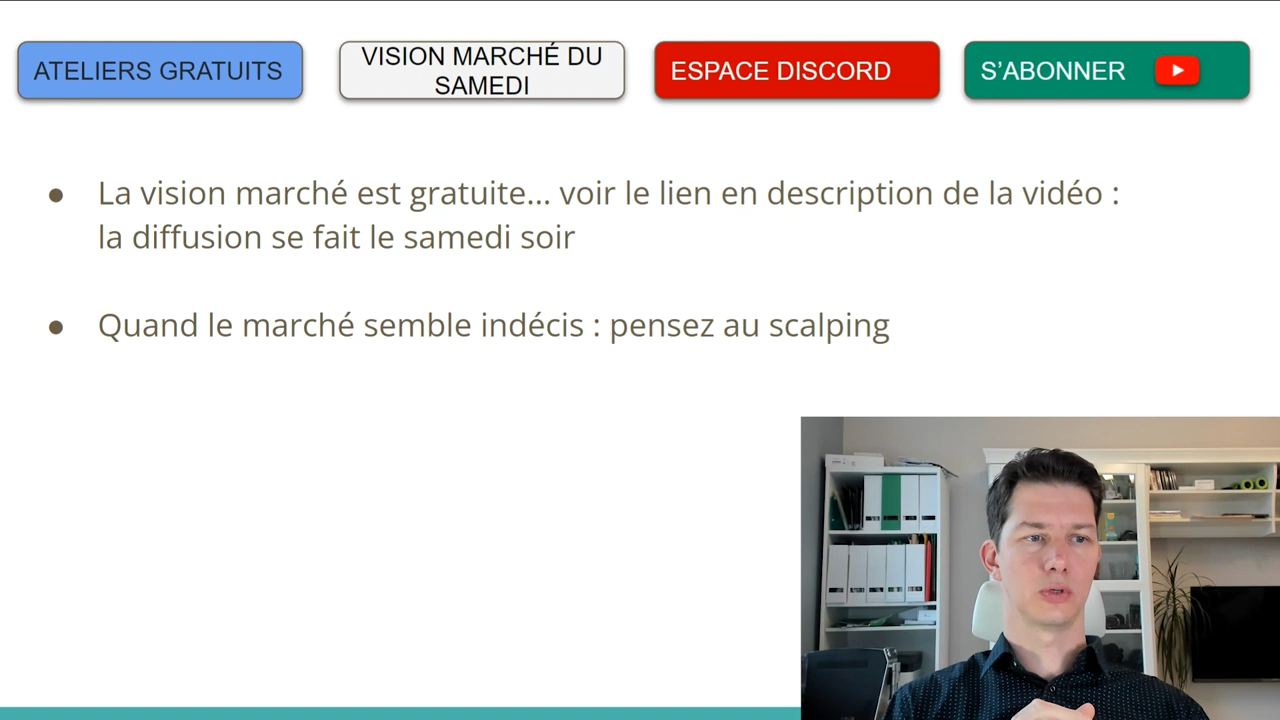 ATELIERS GRATUITS
VISION MARCHÉ DU
SAMEDI
ESPACE DISCORD
S’ABONNER
● La vision marché est gratuite... voir le lien en description de la vidéo :
la diffusion se fait le samedi soir
● Quand le marché semble indécis : pensez au scalping